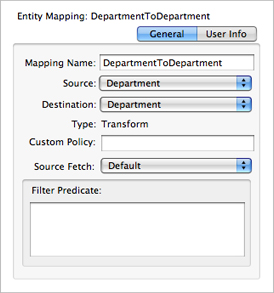 Entity Mapping: DepartmentToDepartment
General User Info
Mapping Name: DepartmentToDepartment
Source: Department
Destination: Department
Type: Transform
Custom Policy:
Source Fetch: Default
Filter Predicate: